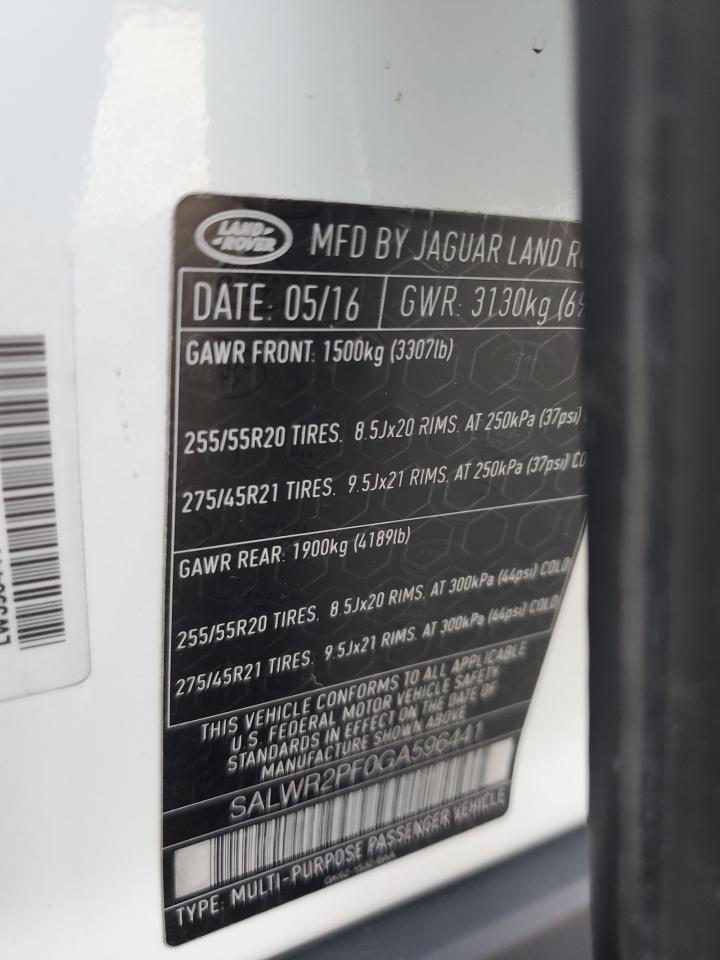 LAND ROVER MFD BY JAGUAR LAND
DATE: 05/16 GWR: 3130kg
GAWR FRONT: 1500kg (3307lb)
255/55R20 TIRES. 8.5Jx20 RIMS. AT 250kPa (37psi)
275/45R21 TIRES. 9.5Jx21 RIMS. AT 250kPa (37psi) CO
GAWR REAR: 1900kg (4189lb)
255/55R20 TIRES. 8.5Jx20 RIMS. AT 300kPa (44psi) COLD
275/45R21 TIRES. 9.5Jx21 RIMS. AT 300kPa (44psi) COLD
THIS VEHICLE CONFORMS TO ALL APPLICABLE
U.S. FEDERAL MOTOR VEHICLE SAFETY
STANDARDS IN EFFECT ON THE DATE OF
MANUFACTURE SHOWN ABOVE
SALWR2PF0GA596441
TYPE: MULTI-PURPOSE PASSENGER VEHICLE